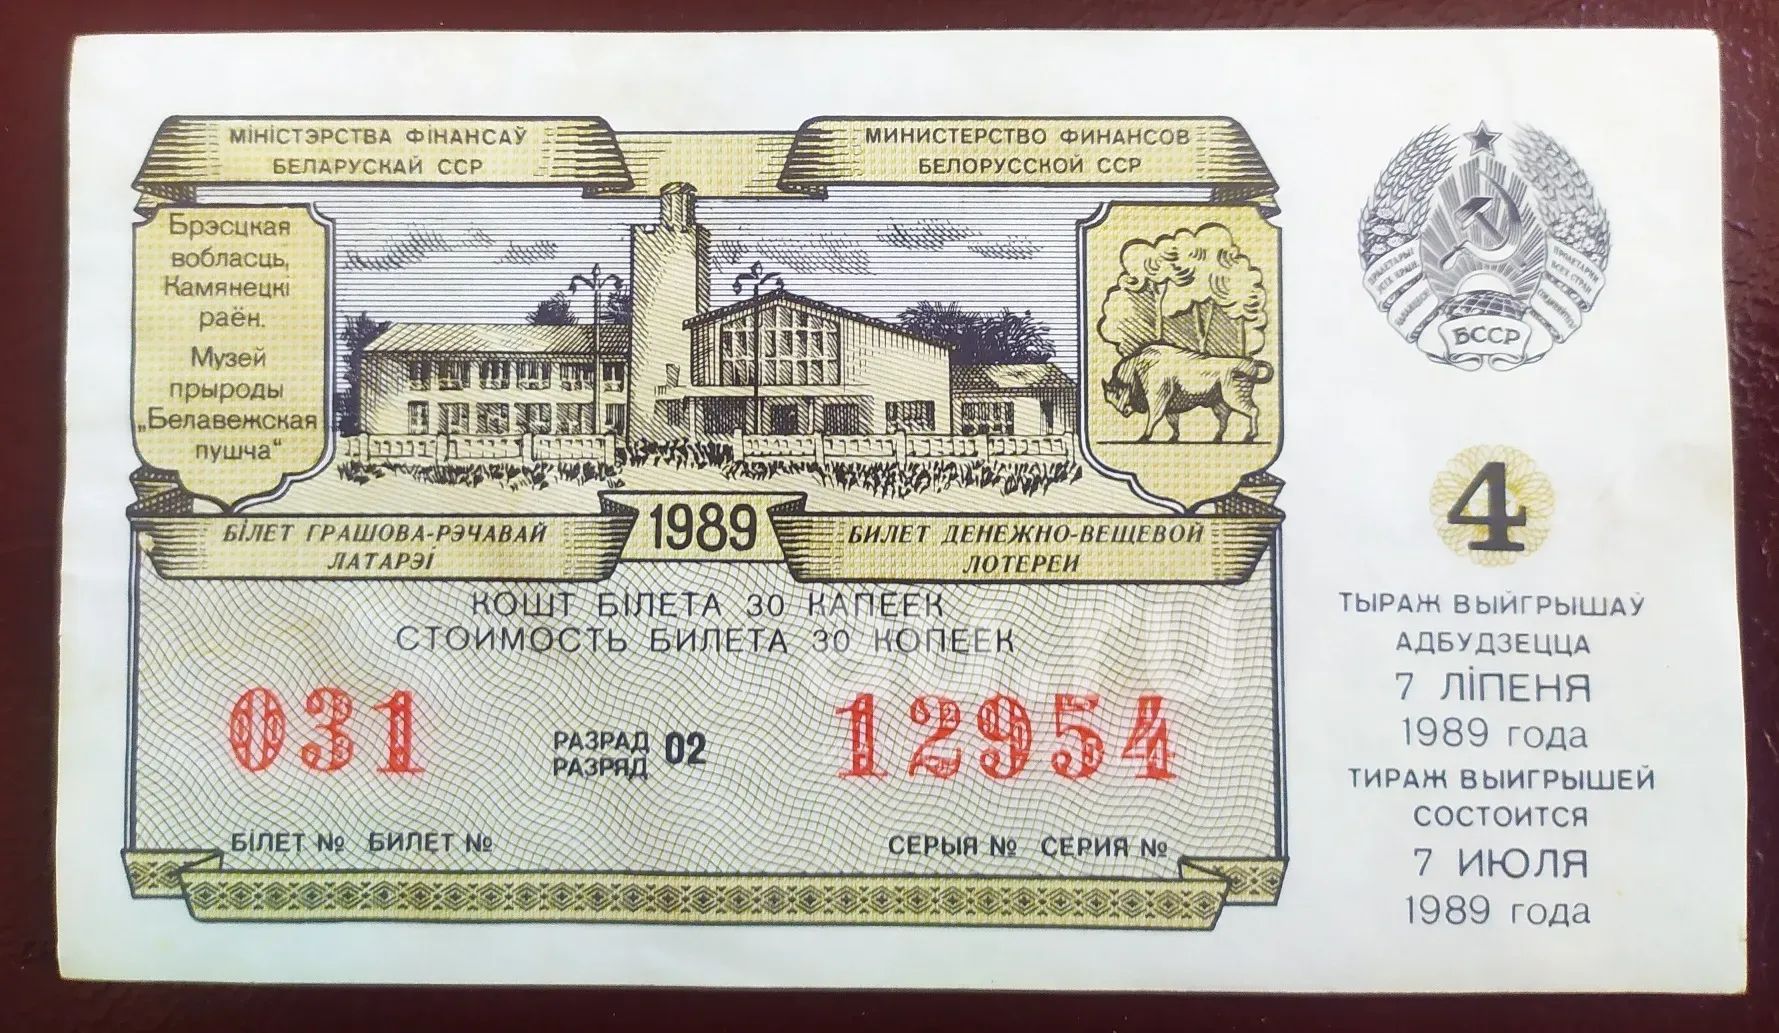 МІНІСТЭРСТВА ФІНАНСАЎ
БЕЛАРУСКАЙ ССР
МИНИСТЕРСТВО ФИНАНСОВ
БЕЛОРУССКОЙ ССР
Брэсцкая
вобласць,
Камянецкі
раён.
Музей
прыроды
„Белавежская
пушча“
БІЛЕТ ГРАШОВА-РЭЧАВАЙ
ЛАТАРЭІ
1989
БИЛЕТ ДЕНЕЖНО-ВЕЩЕВОЙ
ЛОТЕРЕИ
КОШТ БІЛЕТА 30 КАПЕЕК
СТОИМОСТЬ БИЛЕТА 30 КОПЕЕК
031
РАЗРАД
РАЗРЯД
02
12954
БІЛЕТ № БИЛЕТ №
СЕРЫЯ № СЕРИЯ №
БССР
4
ТЫРАЖ ВЫЙГРЫШАЎ
АДБУДЗЕЦЦА
7 ЛІПЕНЯ
1989 года
ТИРАЖ ВЫИГРЫШЕЙ
СОСТОИТСЯ
7 ИЮЛЯ
1989 года